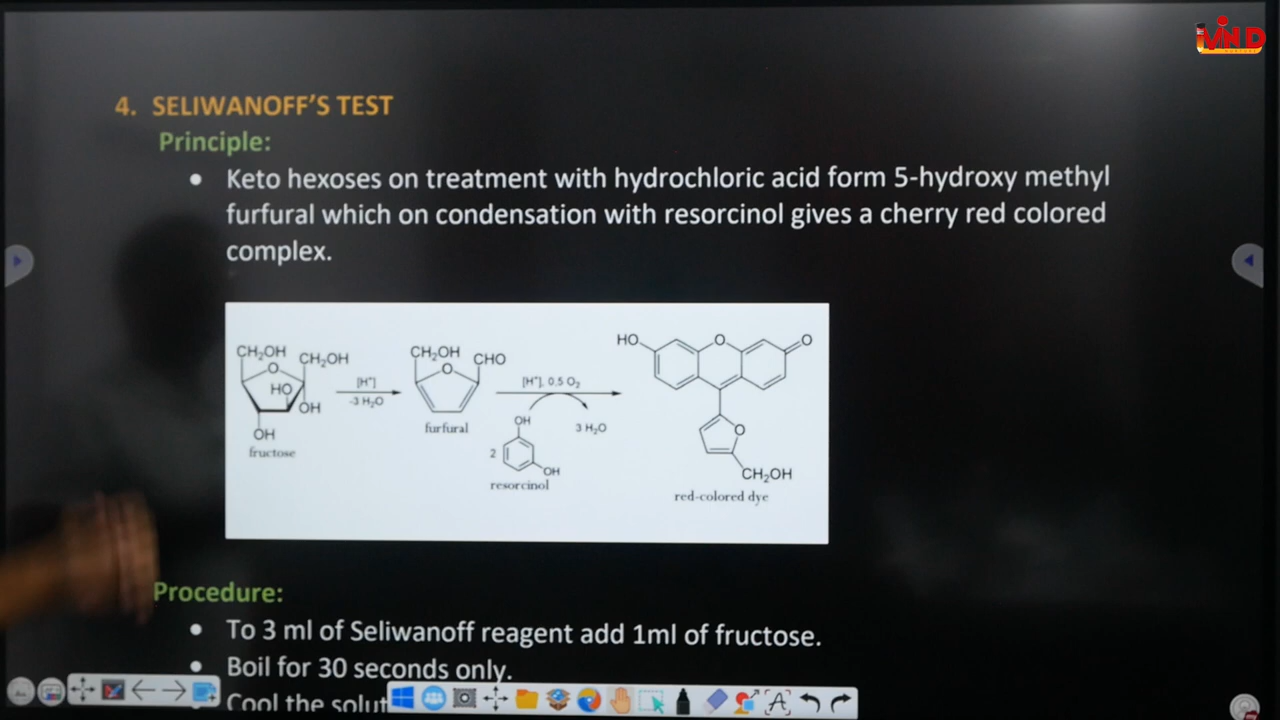 4. SELIWANOFF'S TEST
Principle:
• Keto hexoses on treatment with hydrochloric acid form 5-hydroxy methyl
furfural which on condensation with resorcinol gives a cherry red colored
complex.
CH₂OH CH₂OH
O
HO
OH
OH
fructose
[H⁺]
-3 H₂O
CH₂OH CHO
O
furfural
[H⁺], 0.5 O₂
2
OH
OH
resorcinol
3 H₂O
HO O O
O
CH₂OH
red-colored dye
Procedure:
• To 3 ml of Seliwanoff reagent add 1ml of fructose.
• Boil for 30 seconds only.
Cool the solut
A